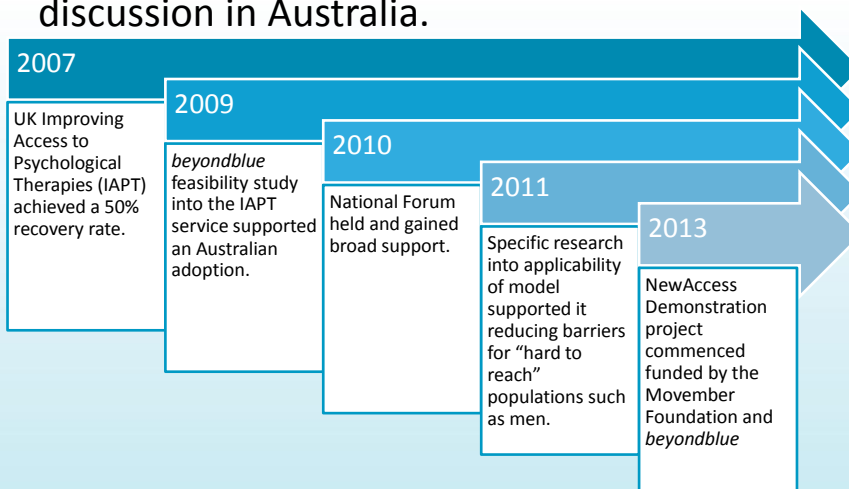 discussion in Australia.
2007
UK Improving
Access to
Psychological
Therapies (IAPT)
achieved a 50%
recovery rate.
2009
beyondblue
feasibility study
into the IAPT
service supported
an Australian
adoption.
2010
National Forum
held and gained
broad support.
2011
Specific research
into applicability
of model
supported it
reducing barriers
for “hard to
reach”
populations such
as men.
2013
NewAccess
Demonstration
project
commenced
funded by the
Movember
Foundation and
beyondblue